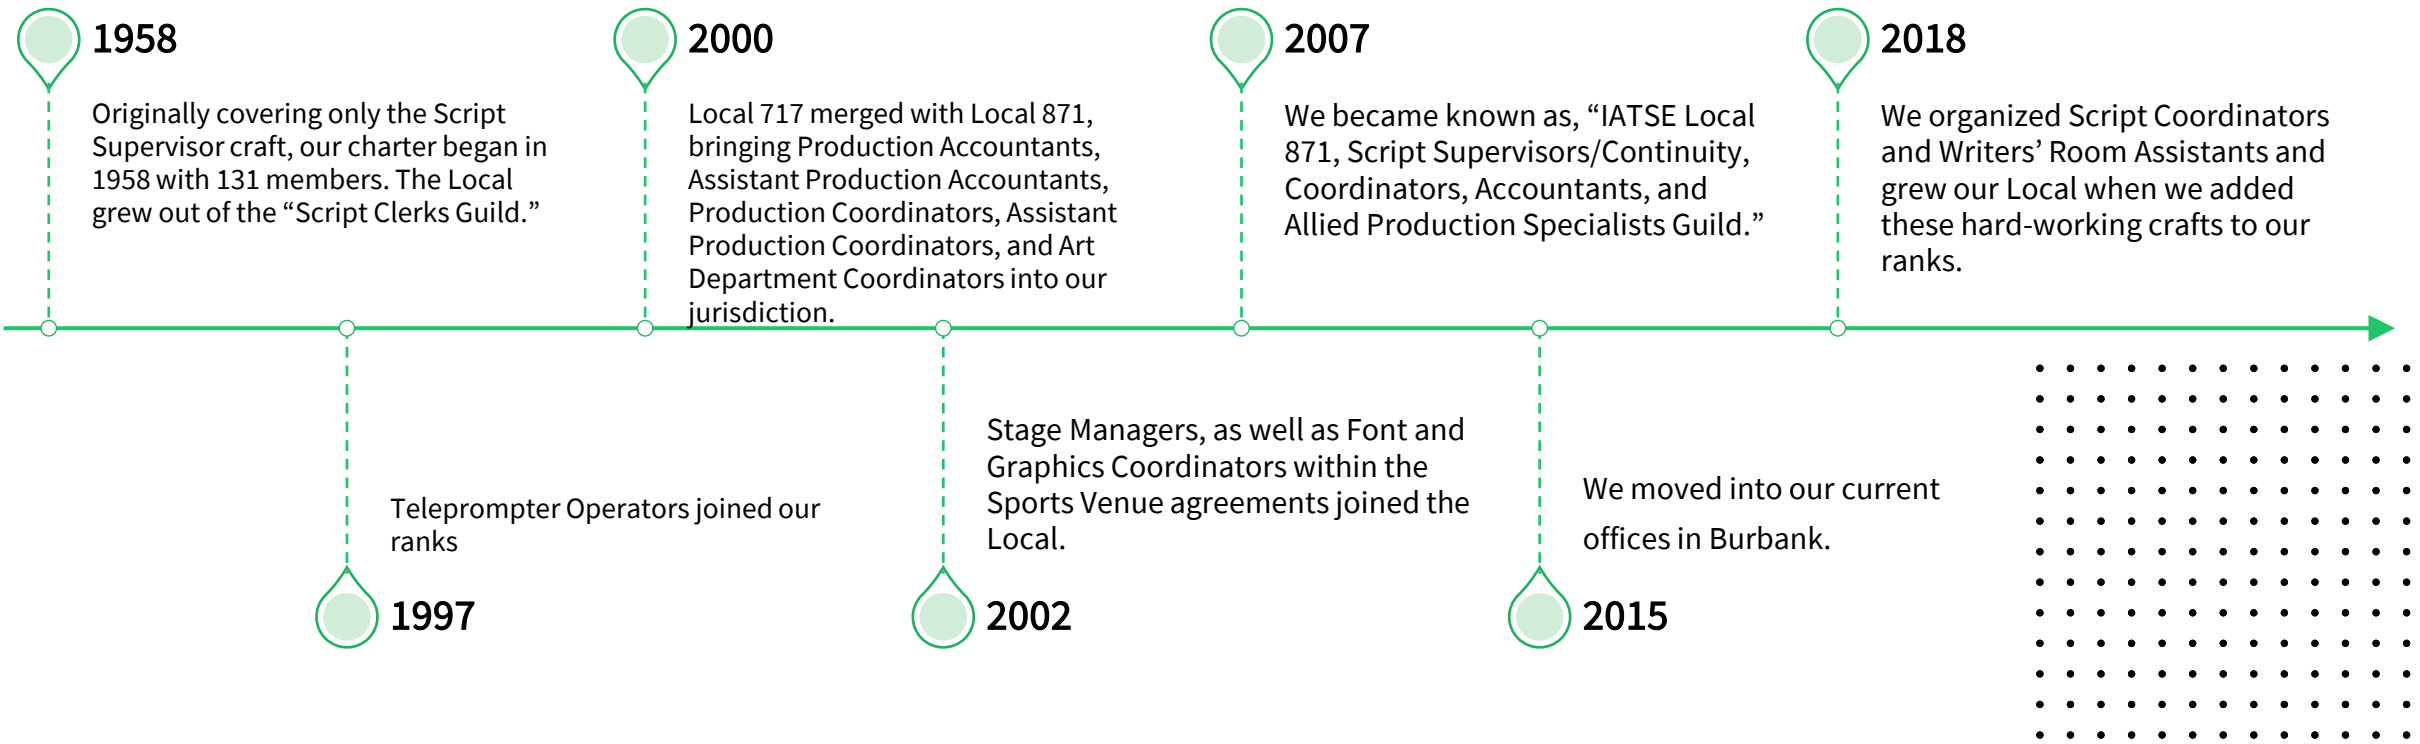 1958
Originally covering only the Script
Supervisor craft, our charter began in
1958 with 131 members. The Local
grew out of the “Script Clerks Guild.”
1997
Teleprompter Operators joined our
ranks
2000
Local 717 merged with Local 871,
bringing Production Accountants,
Assistant Production Accountants,
Production Coordinators, Assistant
Production Coordinators, and Art
Department Coordinators into our
jurisdiction.
2002
Stage Managers, as well as Font and
Graphics Coordinators within the
Sports Venue agreements joined the
Local.
2007
We became known as, “IATSE Local
871, Script Supervisors/Continuity,
Coordinators, Accountants, and
Allied Production Specialists Guild.”
2015
We moved into our current
offices in Burbank.
2018
We organized Script Coordinators
and Writers’ Room Assistants and
grew our Local when we added
these hard-working crafts to our
ranks.